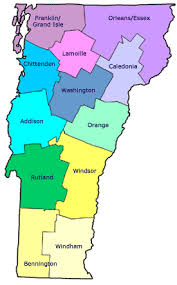 Franklin/
Grand Isle
Orleans/Essex
Lamoille
Chittenden
Caledonia
Washington
Addison
Orange
Rutland
Windsor
Windham
Bennington